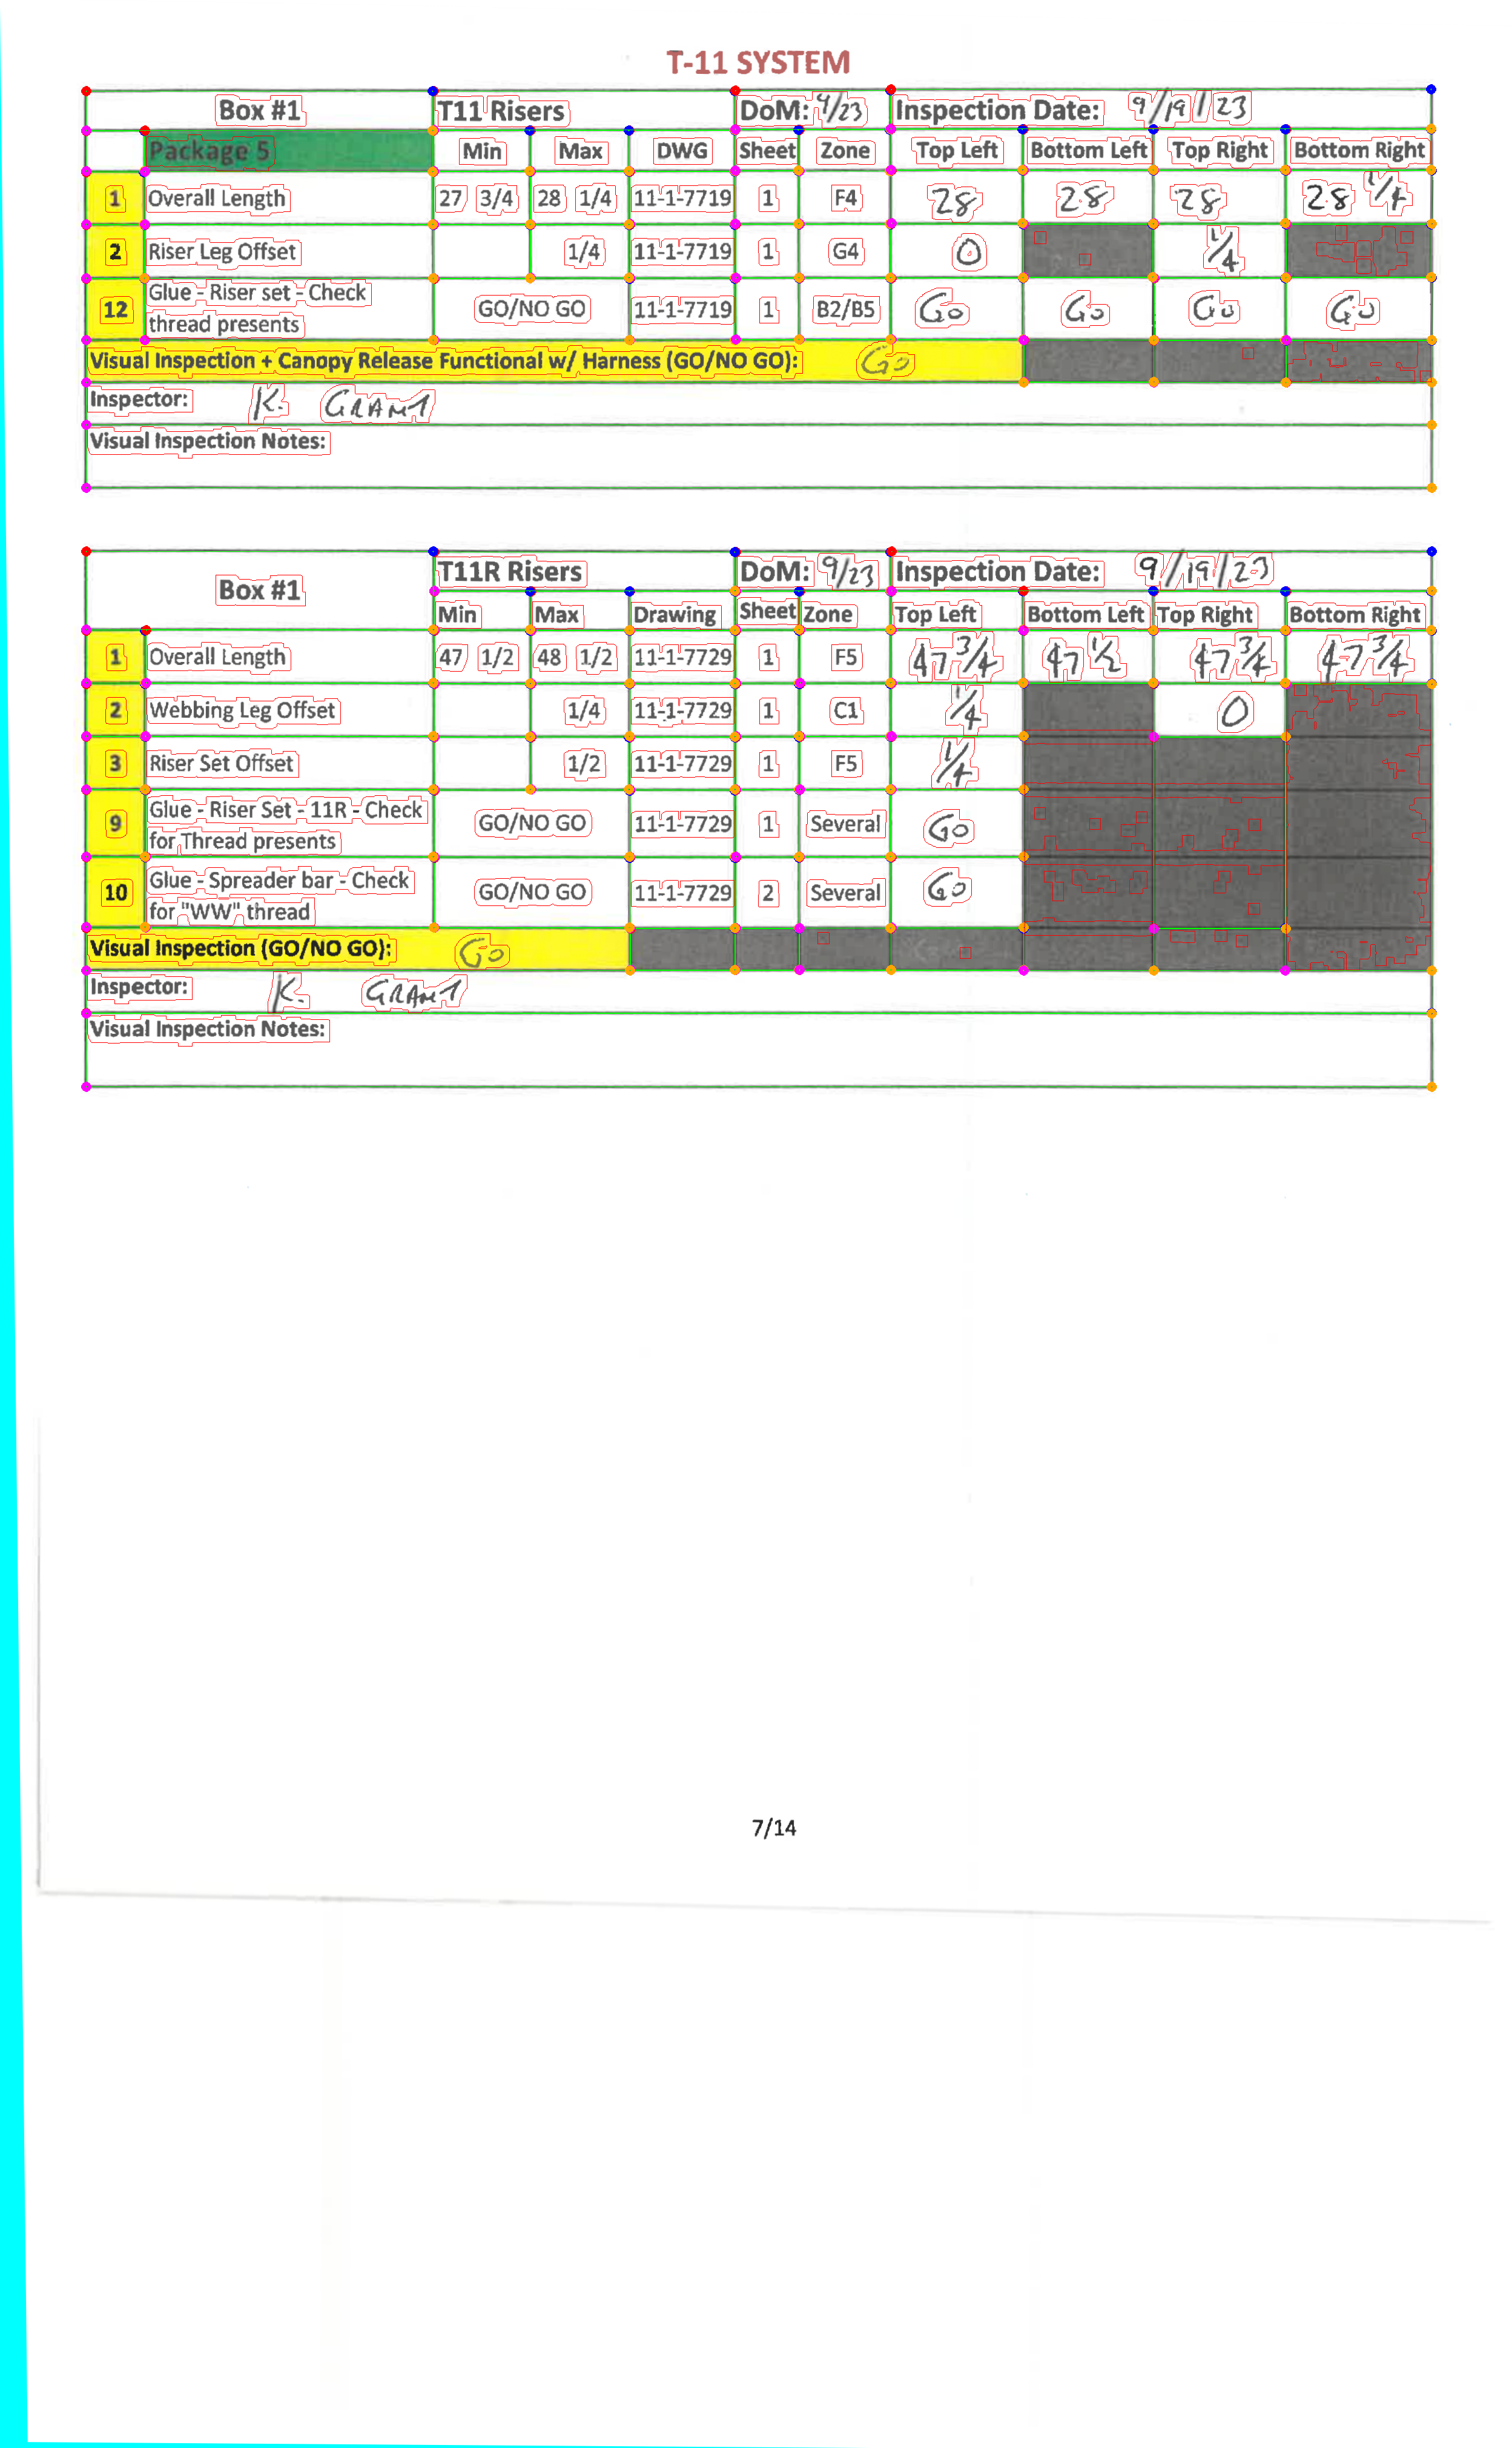 T-11 SYSTEM
Box #1 T11 Risers DoM: 4/23 Inspection Date: 9/19/23
Package 5 Min Max DWG Sheet Zone Top Left Bottom Left Top Right Bottom Right
1 Overall Length 27 3/4 28 1/4 11-1-7719 1 F4 28 28 28 28 1/4
2 Riser Leg Offset 1/4 11-1-7719 1 G4 0 1/4
12 Glue - Riser set - Check
thread presents GO/NO GO 11-1-7719 1 B2/B5 Go Go Go Go
Visual Inspection + Canopy Release Functional w/ Harness (GO/NO GO): Go
Inspector: K. GRANT
Visual Inspection Notes:
Box #1 T11R Risers DoM: 9/23 Inspection Date: 9/19/23
Min Max Drawing Sheet Zone Top Left Bottom Left Top Right Bottom Right
1 Overall Length 47 1/2 48 1/2 11-1-7729 1 F5 47 3/4 47 1/2 47 3/4 47 3/4
2 Webbing Leg Offset 1/4 11-1-7729 1 C1 1/4 0
3 Riser Set Offset 1/2 11-1-7729 1 F5 1/4
9 Glue - Riser Set - 11R - Check
for Thread presents GO/NO GO 11-1-7729 1 Several Go
10 Glue - Spreader bar - Check
for "WW" thread GO/NO GO 11-1-7729 2 Several Go
Visual Inspection (GO/NO GO): Go
Inspector: K. GRANT
Visual Inspection Notes:
7/14